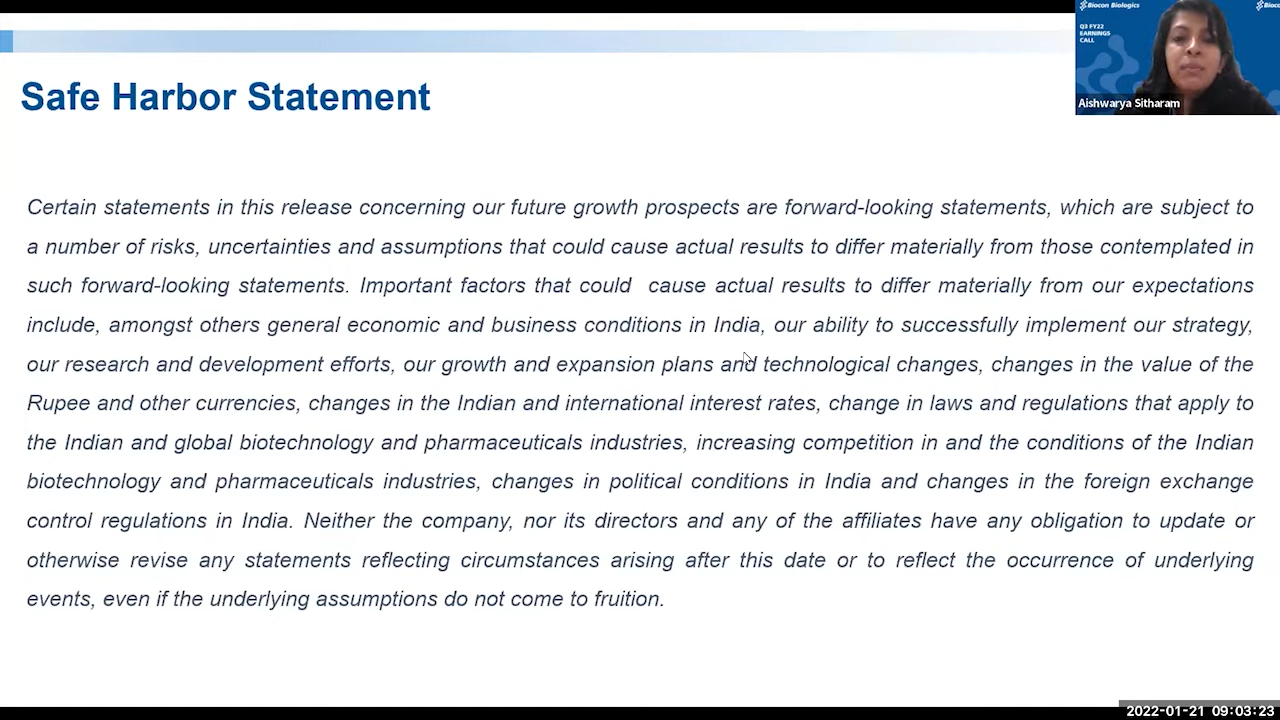 Biocon Biologics
Q3 FY22
EARNINGS
CALL
Aishwarya Sitharam
Safe Harbor Statement
Certain statements in this release concerning our future growth prospects are forward-looking statements, which are subject to
a number of risks, uncertainties and assumptions that could cause actual results to differ materially from those contemplated in
such forward-looking statements. Important factors that could  cause actual results to differ materially from our expectations
include, amongst others general economic and business conditions in India, our ability to successfully implement our strategy,
our research and development efforts, our growth and expansion plans and technological changes, changes in the value of the
Rupee and other currencies, changes in the Indian and international interest rates, change in laws and regulations that apply to
the Indian and global biotechnology and pharmaceuticals industries, increasing competition in and the conditions of the Indian
biotechnology and pharmaceuticals industries, changes in political conditions in India and changes in the foreign exchange
control regulations in India. Neither the company, nor its directors and any of the affiliates have any obligation to update or
otherwise revise any statements reflecting circumstances arising after this date or to reflect the occurrence of underlying
events, even if the underlying assumptions do not come to fruition.
2022-01-21 09:03:23